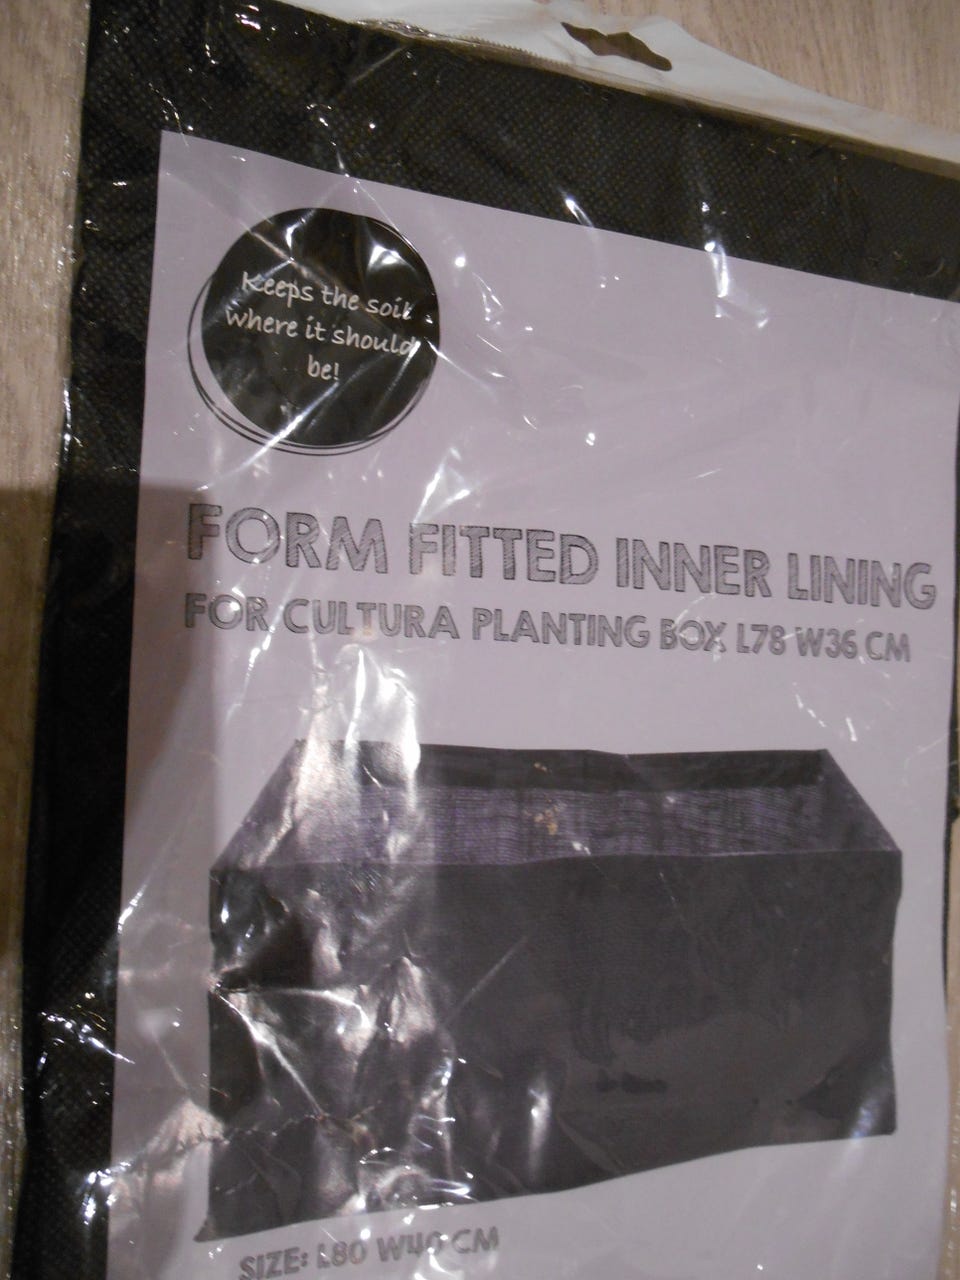 Keeps the soil
where it should
be!
FORM FITTED INNER LINING
FOR CULTURA PLANTING BOX L78 W36 CM
SIZE: L80 W40 CM